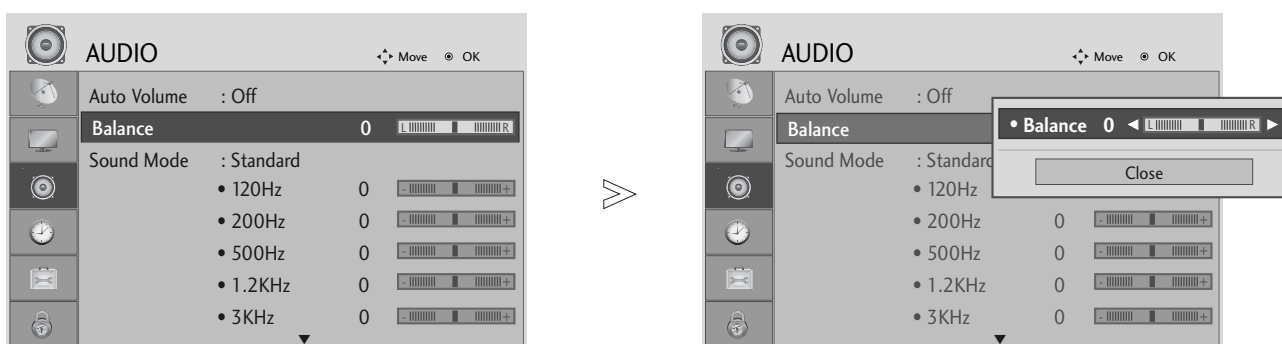 AUDIO
Move OK
Auto Volume : Off
Balance 0 L R
Sound Mode : Standard
• 120Hz 0 - +
• 200Hz 0 - +
• 500Hz 0 - +
• 1.2KHz 0 - +
• 3KHz 0 - +
AUDIO
Move OK
Auto Volume : Off
Balance
• Balance 0 L R
Close
Sound Mode : Standard
• 120Hz
• 200Hz 0 - +
• 500Hz 0 - +
• 1.2KHz 0 - +
• 3KHz 0 - +